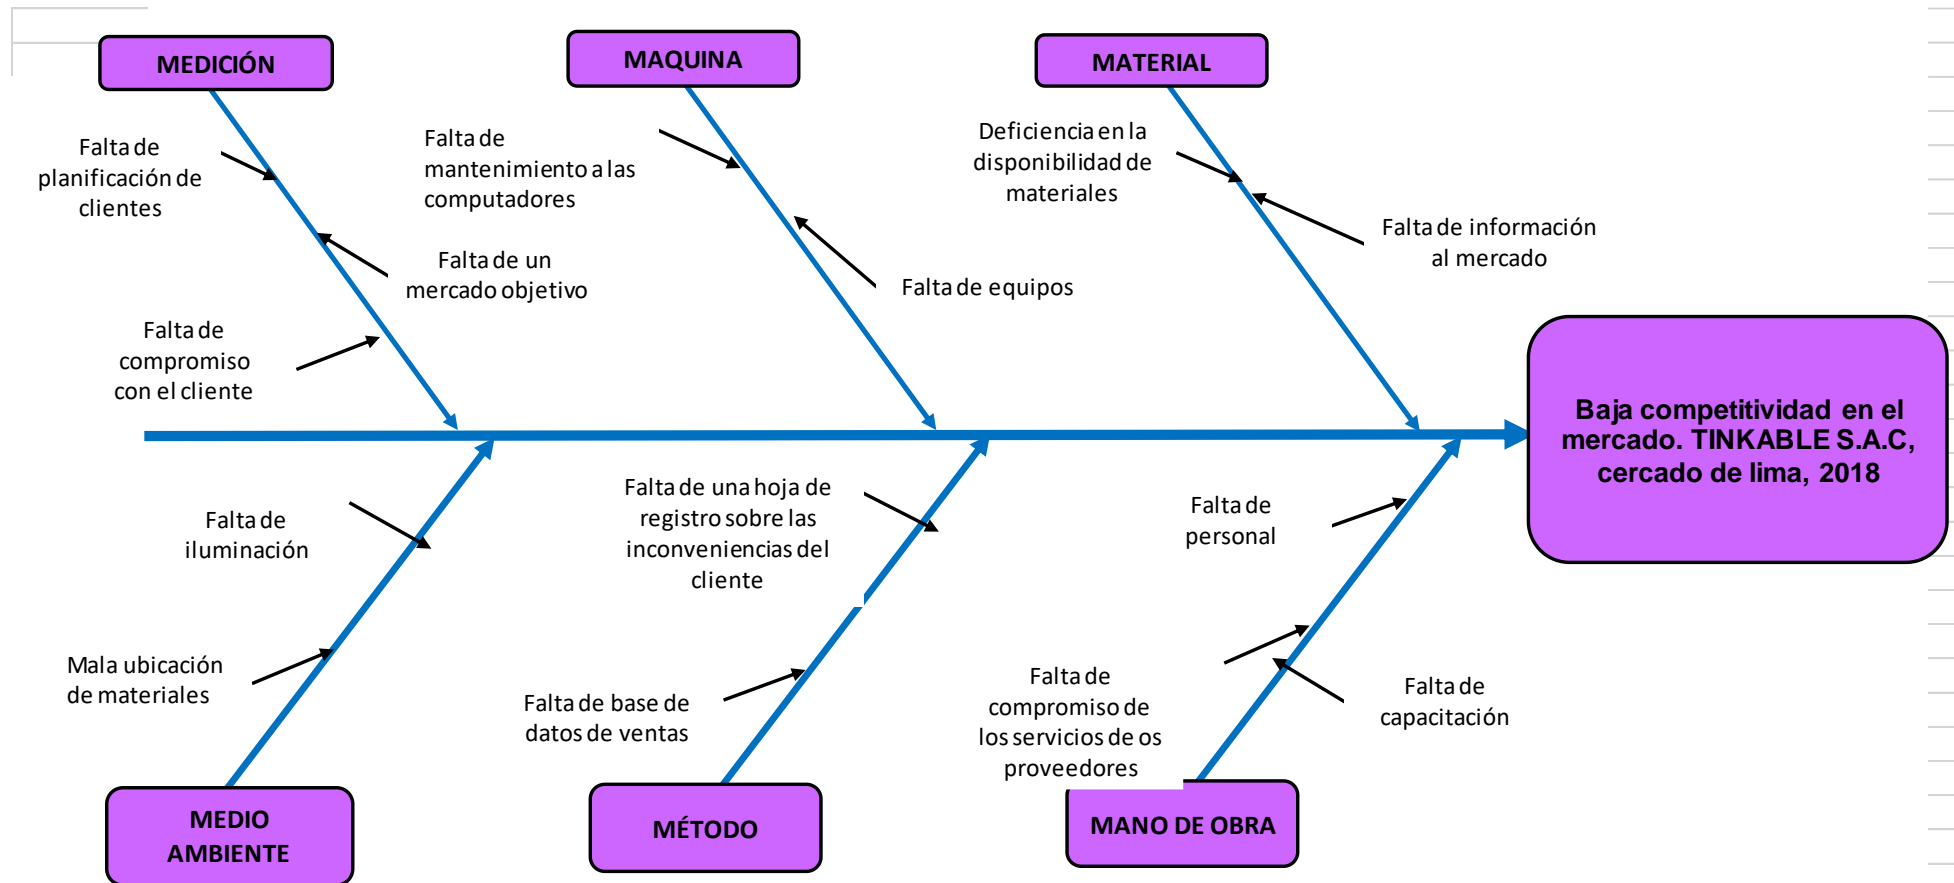 MEDICIÓN
MAQUINA
MATERIAL
Falta de
planificación de
clientes
Falta de un
mercado objetivo
Falta de
compromiso
con el cliente
Falta de
mantenimiento a las
computadores
Falta de equipos
Deficiencia en la
disponibilidad de
materiales
Falta de información
al mercado
Baja competitividad en el
mercado. TINKABLE S.A.C,
cercado de lima, 2018
Falta de
iluminación
Mala ubicación
de materiales
Falta de una hoja de
registro sobre las
inconveniencias del
cliente
Falta de base de
datos de ventas
Falta de
personal
Falta de
compromiso de
los servicios de os
proveedores
Falta de
capacitación
MEDIO
AMBIENTE
MÉTODO
MANO DE OBRA